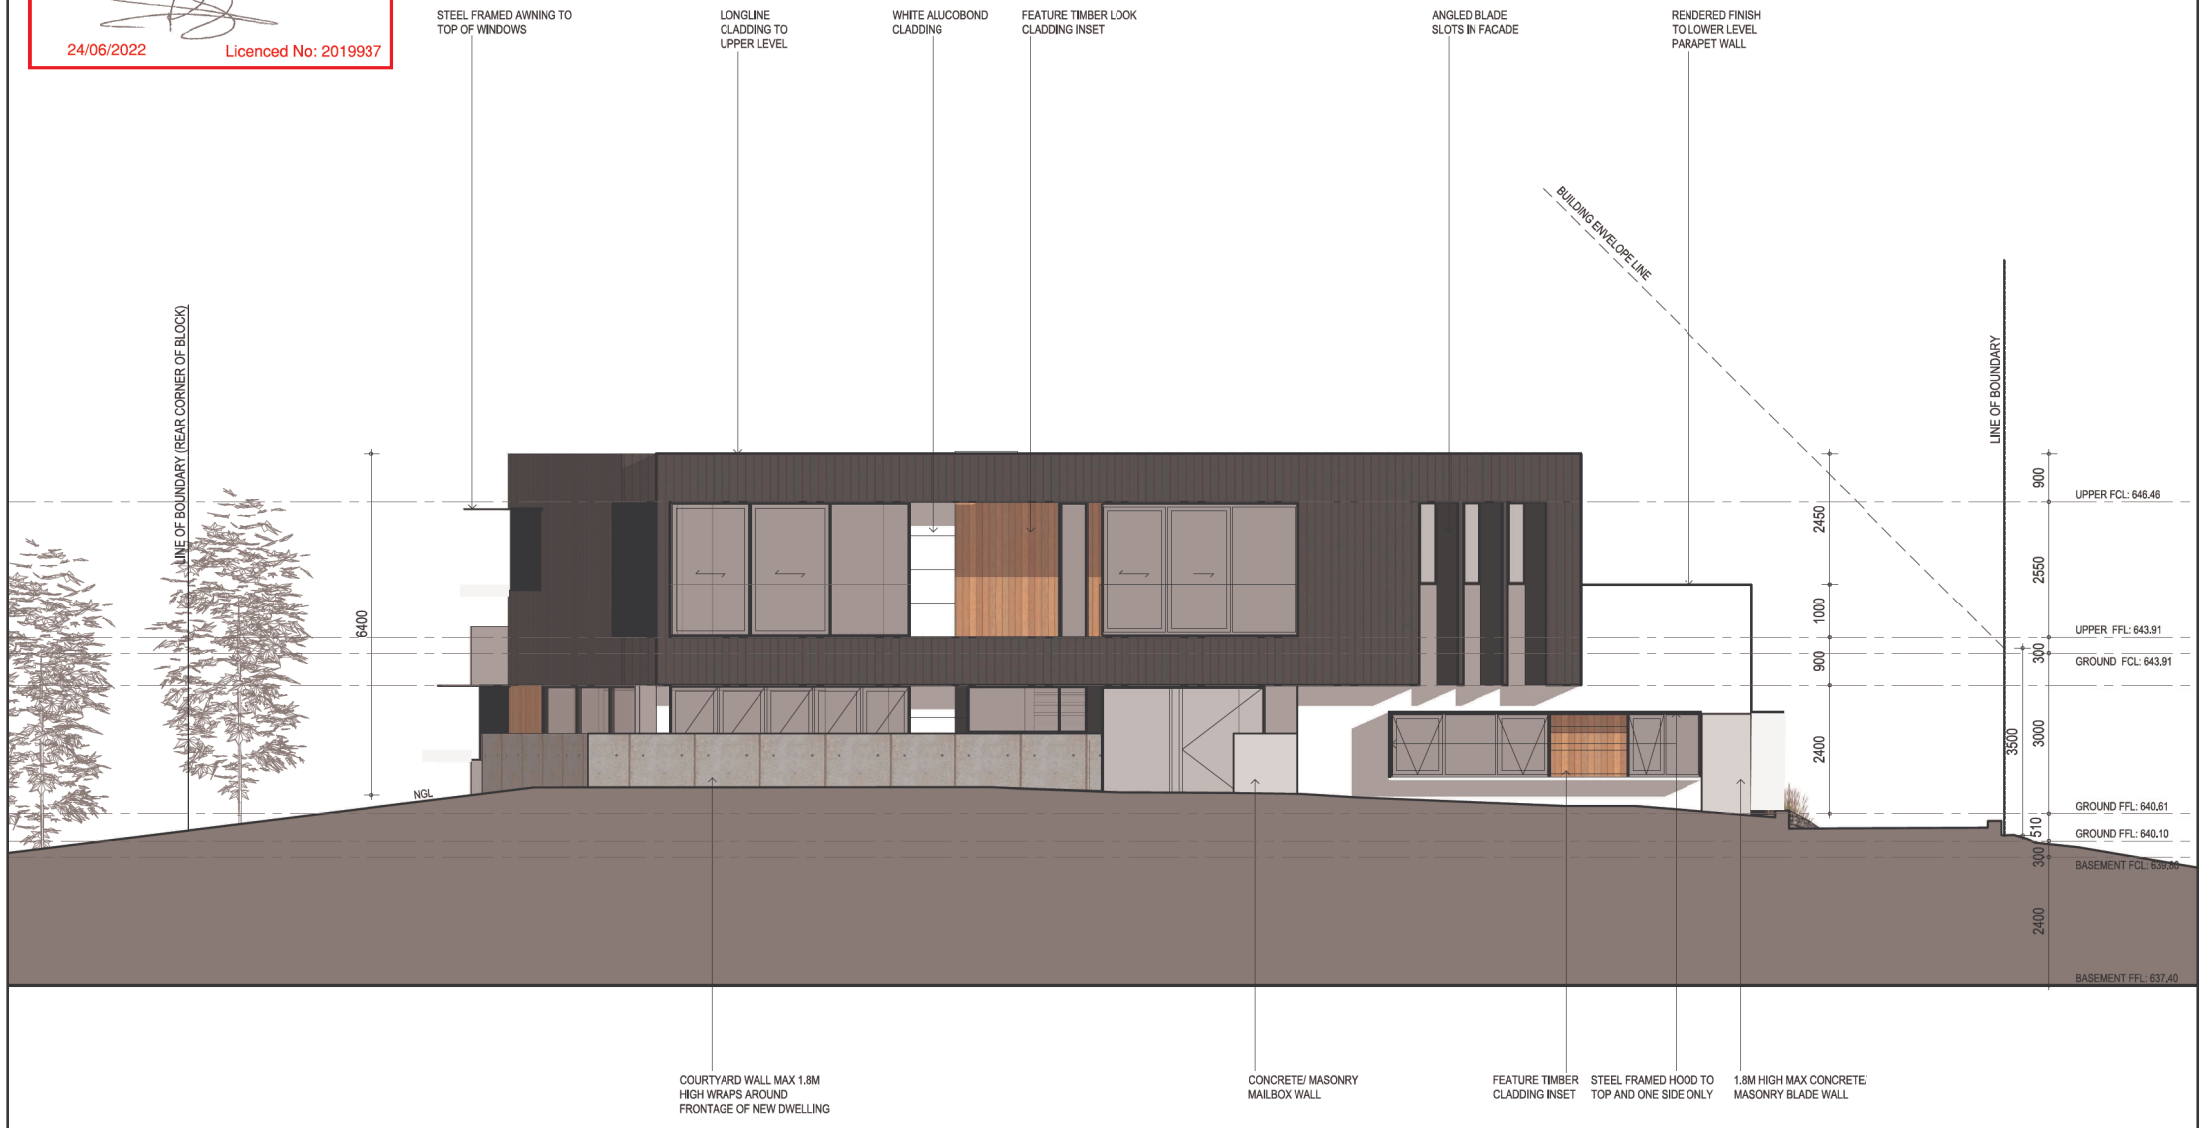 24/06/2022
Licenced No: 2019937
STEEL FRAMED AWNING TO
TOP OF WINDOWS
LONGLINE
CLADDING TO
UPPER LEVEL
WHITE ALUCOBOND
CLADDING
FEATURE TIMBER LOOK
CLADDING INSET
ANGLED BLADE
SLOTS IN FACADE
RENDERED FINISH
TO LOWER LEVEL
PARAPET WALL
BUILDING ENVELOPE LINE
LINE OF BOUNDARY (REAR CORNER OF BLOCK)
LINE OF BOUNDARY
6400
NGL
2450
1000
900
2400
3500
900
2550
300
3000
510
300
2400
UPPER FCL: 646.46
UPPER FFL: 643.91
GROUND FCL: 643.91
GROUND FFL: 640.61
GROUND FFL: 640.10
BASEMENT FCL: 639.80
BASEMENT FFL: 637.40
COURTYARD WALL MAX 1.8M
HIGH WRAPS AROUND
FRONTAGE OF NEW DWELLING
CONCRETE/ MASONRY
MAILBOX WALL
FEATURE TIMBER
CLADDING INSET
STEEL FRAMED HOOD TO
TOP AND ONE SIDE ONLY
1.8M HIGH MAX CONCRETE/
MASONRY BLADE WALL